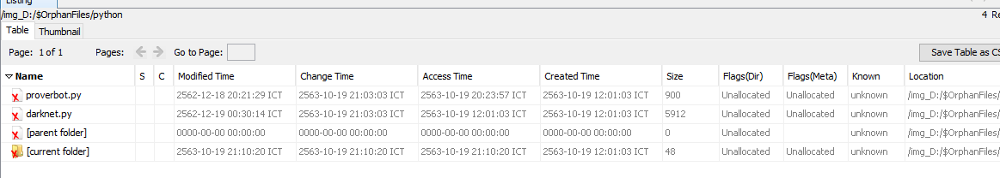 Listing
/img_D:/$OrphanFiles/python 4 Re
Table Thumbnail
Page: 1 of 1 Pages: Go to Page: Save Table as CS
Name S C Modified Time Change Time Access Time Created Time Size Flags(Dir) Flags(Meta) Known Location
proverbot.py 2562-12-18 20:21:29 ICT 2563-10-19 21:03:03 ICT 2563-10-19 20:23:57 ICT 2563-10-19 12:01:03 ICT 900 Unallocated Unallocated unknown /img_D:/$OrphanFiles/
darknet.py 2562-12-19 00:30:14 ICT 2563-10-19 21:03:03 ICT 2563-10-19 12:01:03 ICT 2563-10-19 12:01:03 ICT 5912 Unallocated Unallocated unknown /img_D:/$OrphanFiles/
[parent folder] 0000-00-00 00:00:00 0000-00-00 00:00:00 0000-00-00 00:00:00 0000-00-00 00:00:00 0 Unallocated unknown /img_D:/$OrphanFiles/
[current folder] 2563-10-19 21:10:20 ICT 2563-10-19 21:10:20 ICT 2563-10-19 21:10:20 ICT 2563-10-19 12:01:03 ICT 48 Unallocated Unallocated unknown /img_D:/$OrphanFiles/